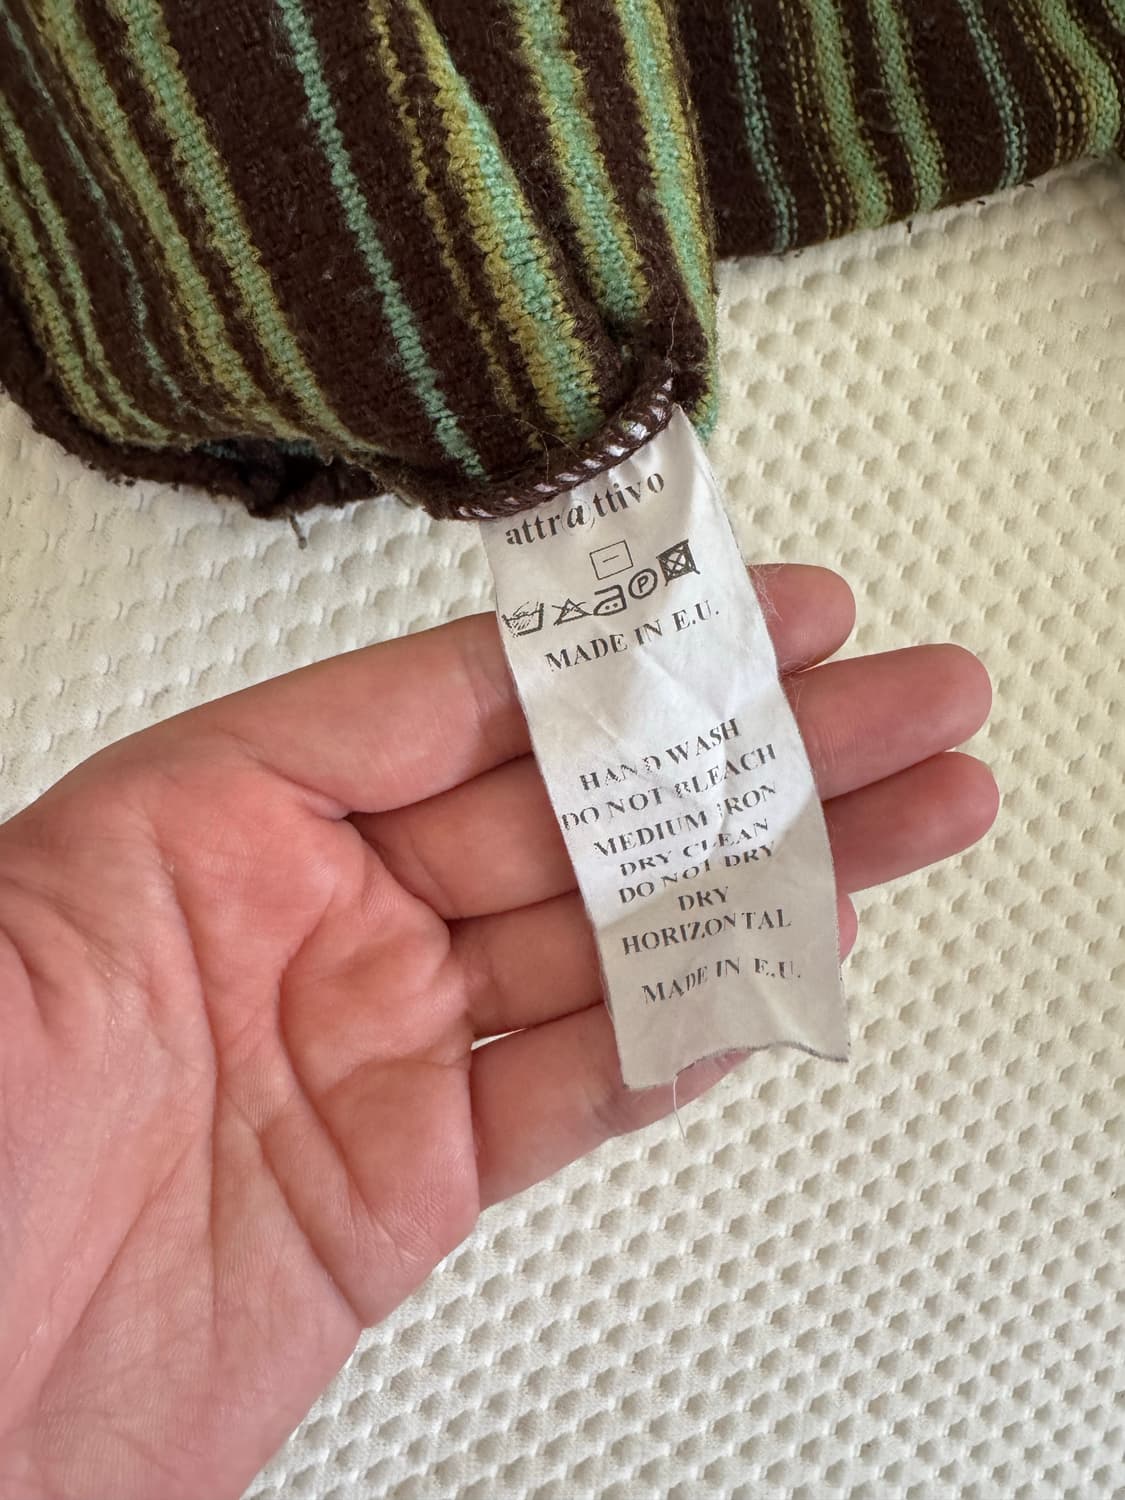 attr@ttivo
P
MADE IN E.U.
HAND WASH
DO NOT BLEACH
MEDIUM IRON
DRY CLEAN
DO NOT DRY
DRY
HORIZONTAL
MADE IN E.U.